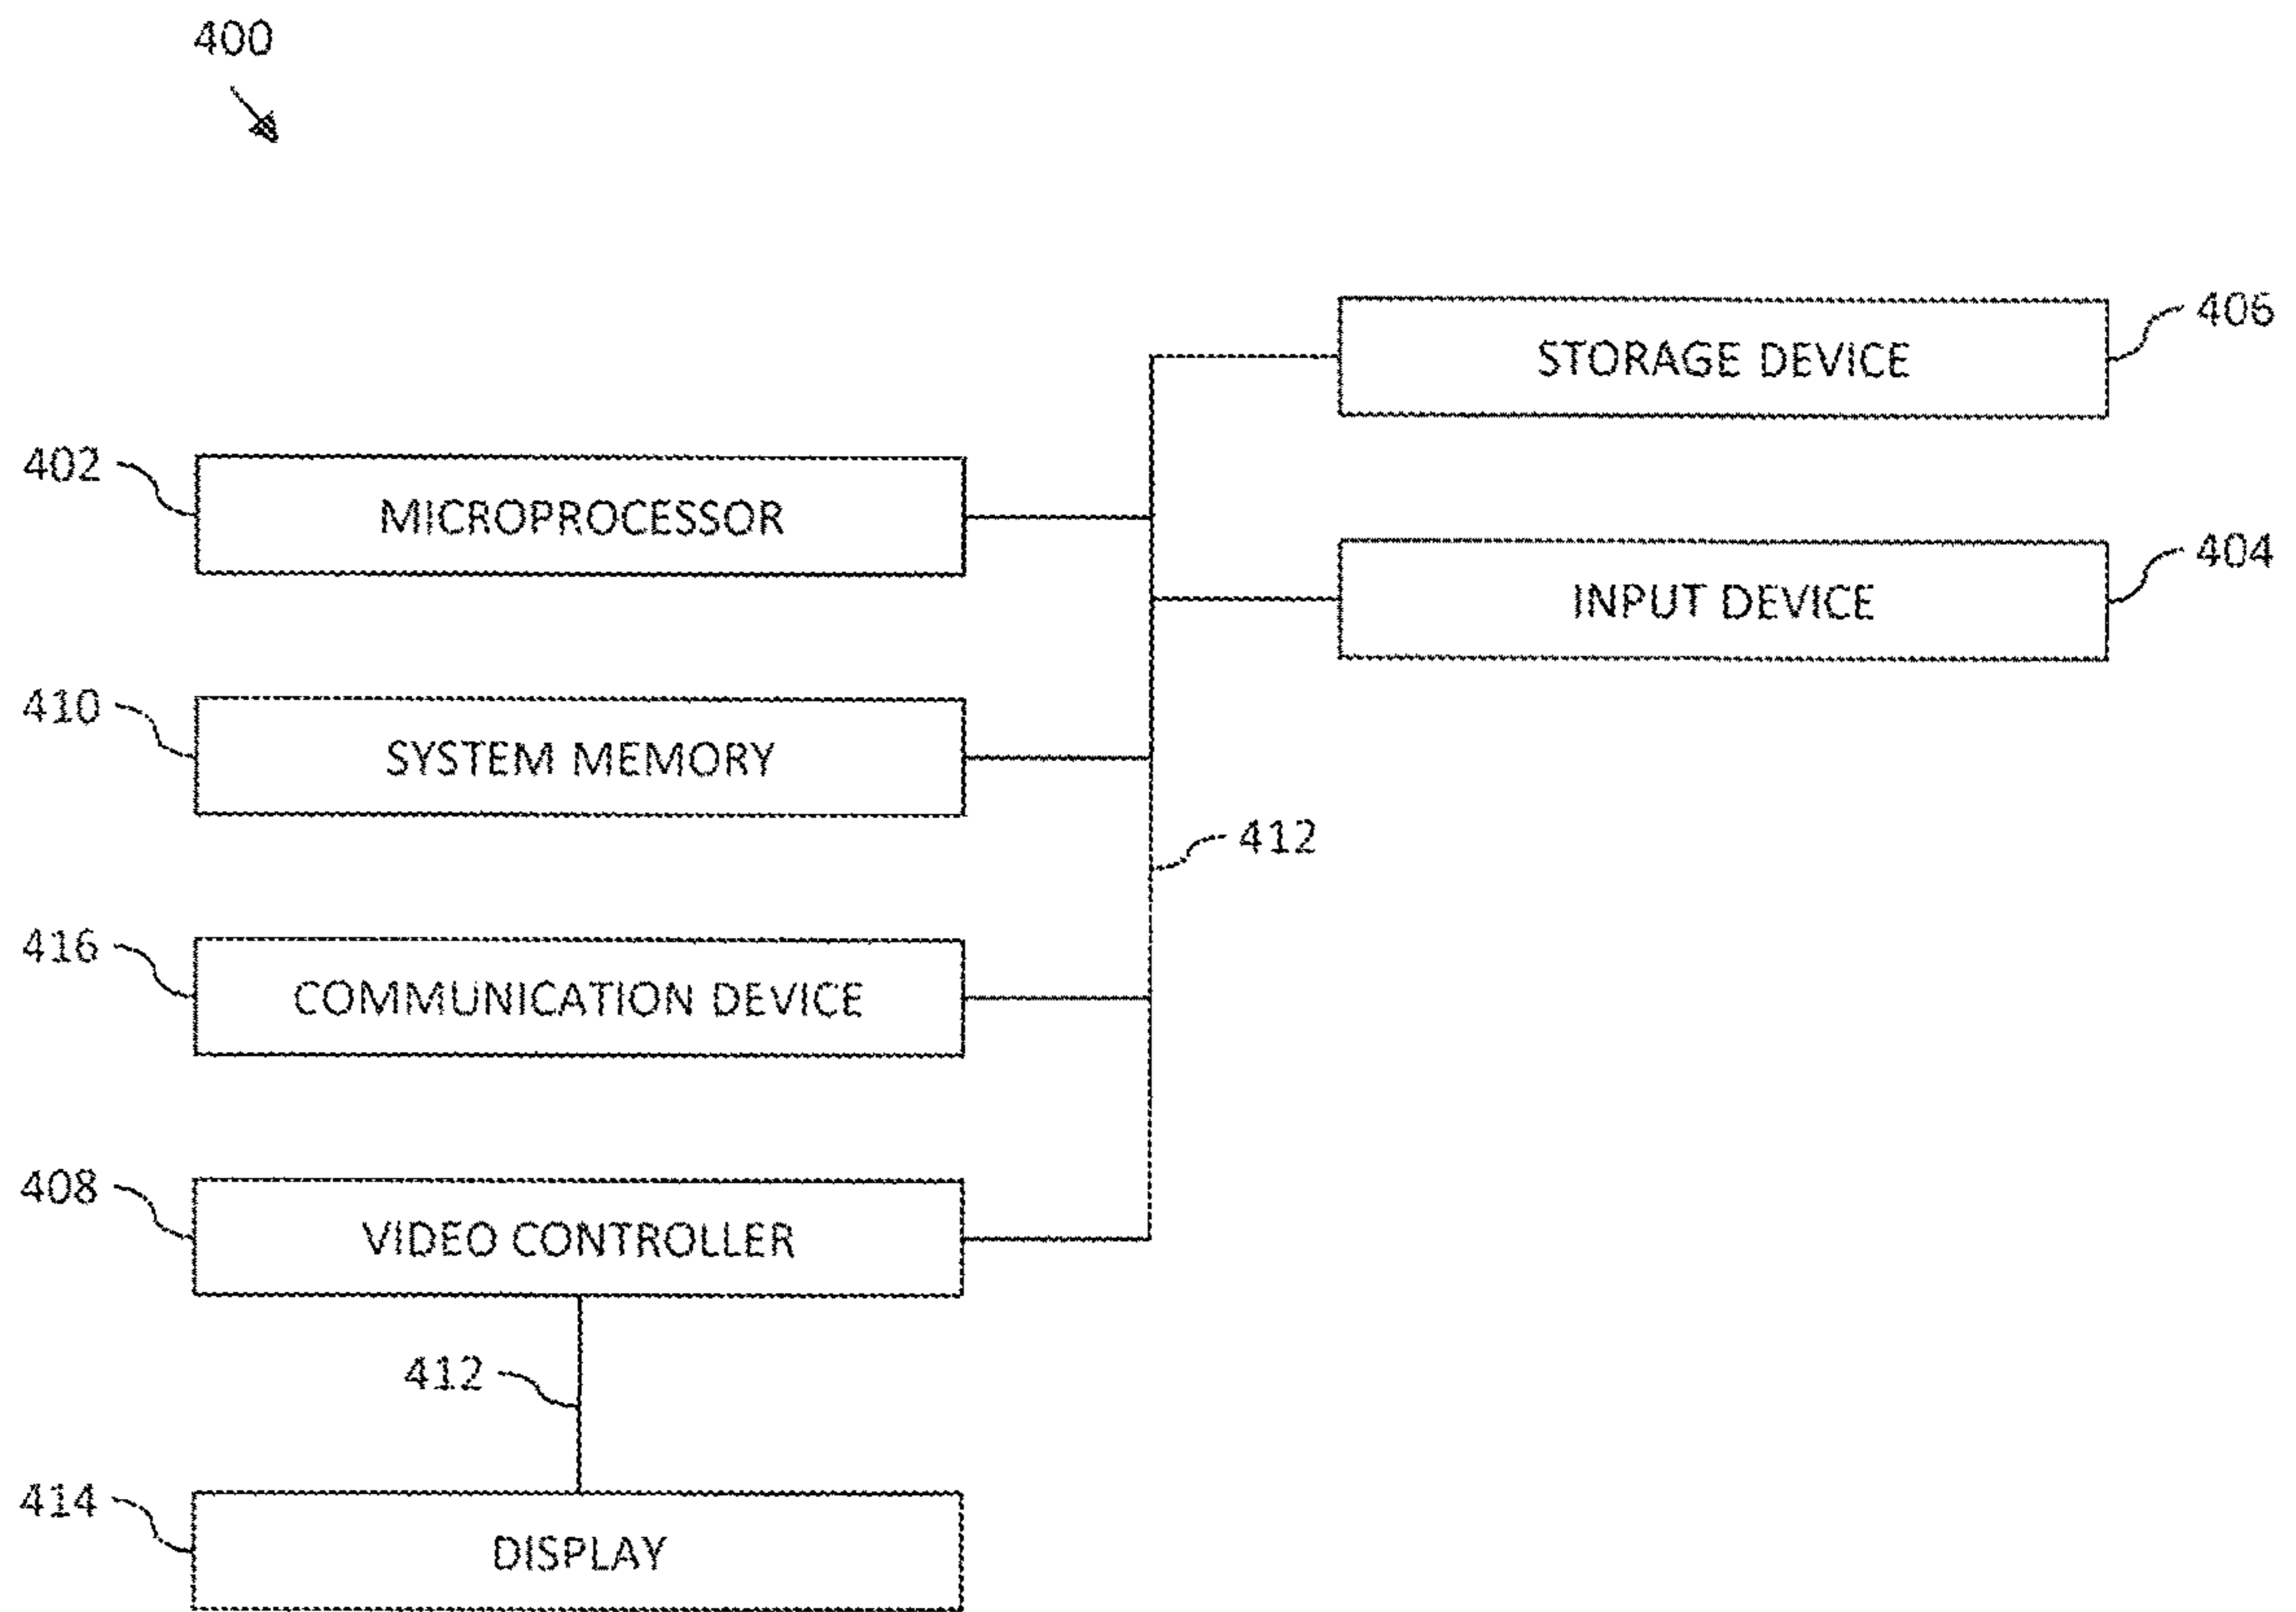 400
406
STORAGE DEVICE
402
MICROPROCESSOR
404
INPUT DEVICE
410
SYSTEM MEMORY
412
416
COMMUNICATION DEVICE
408
VIDEO CONTROLLER
412
414
DISPLAY